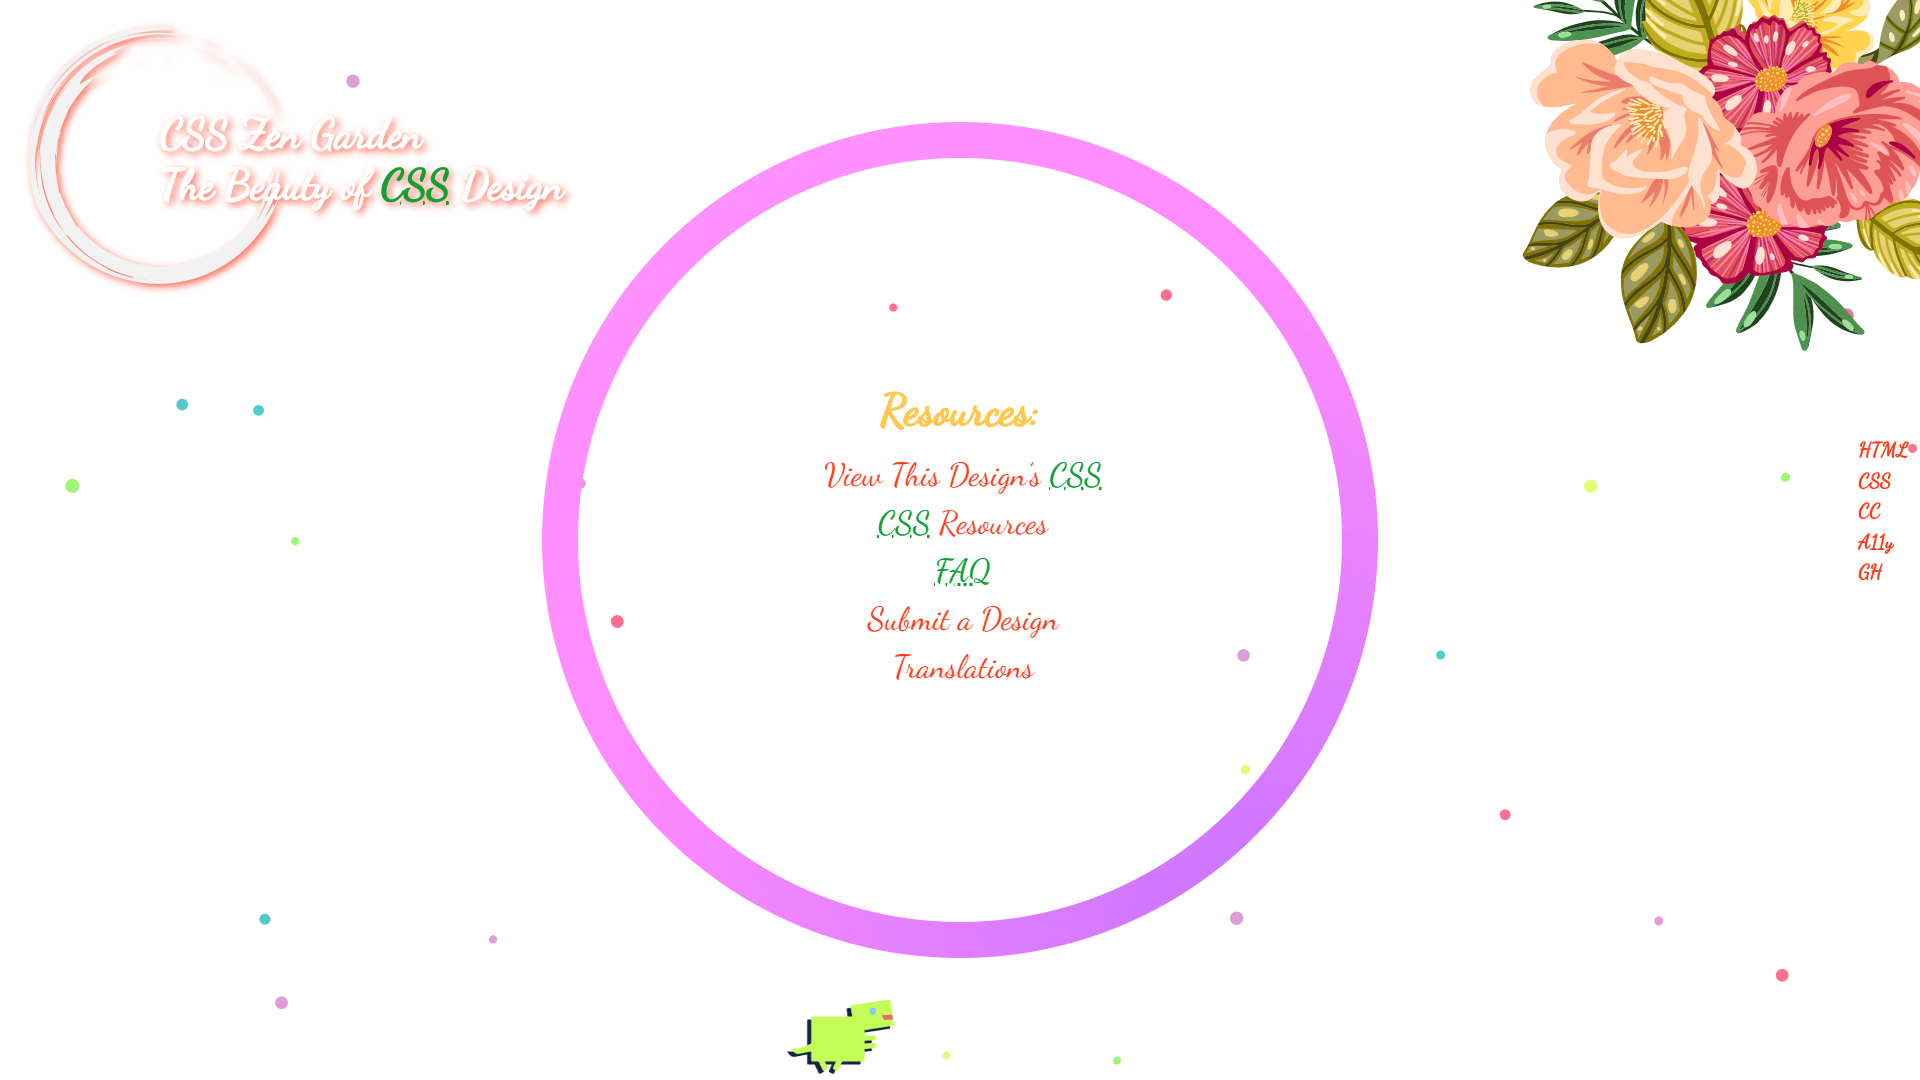 CSS Zen Garden
The Beauty of CSS Design
Resources:
View This Design's CSS
CSS Resources
FAQ
Submit a Design
Translations
HTML
CSS
CC
A11y
GH